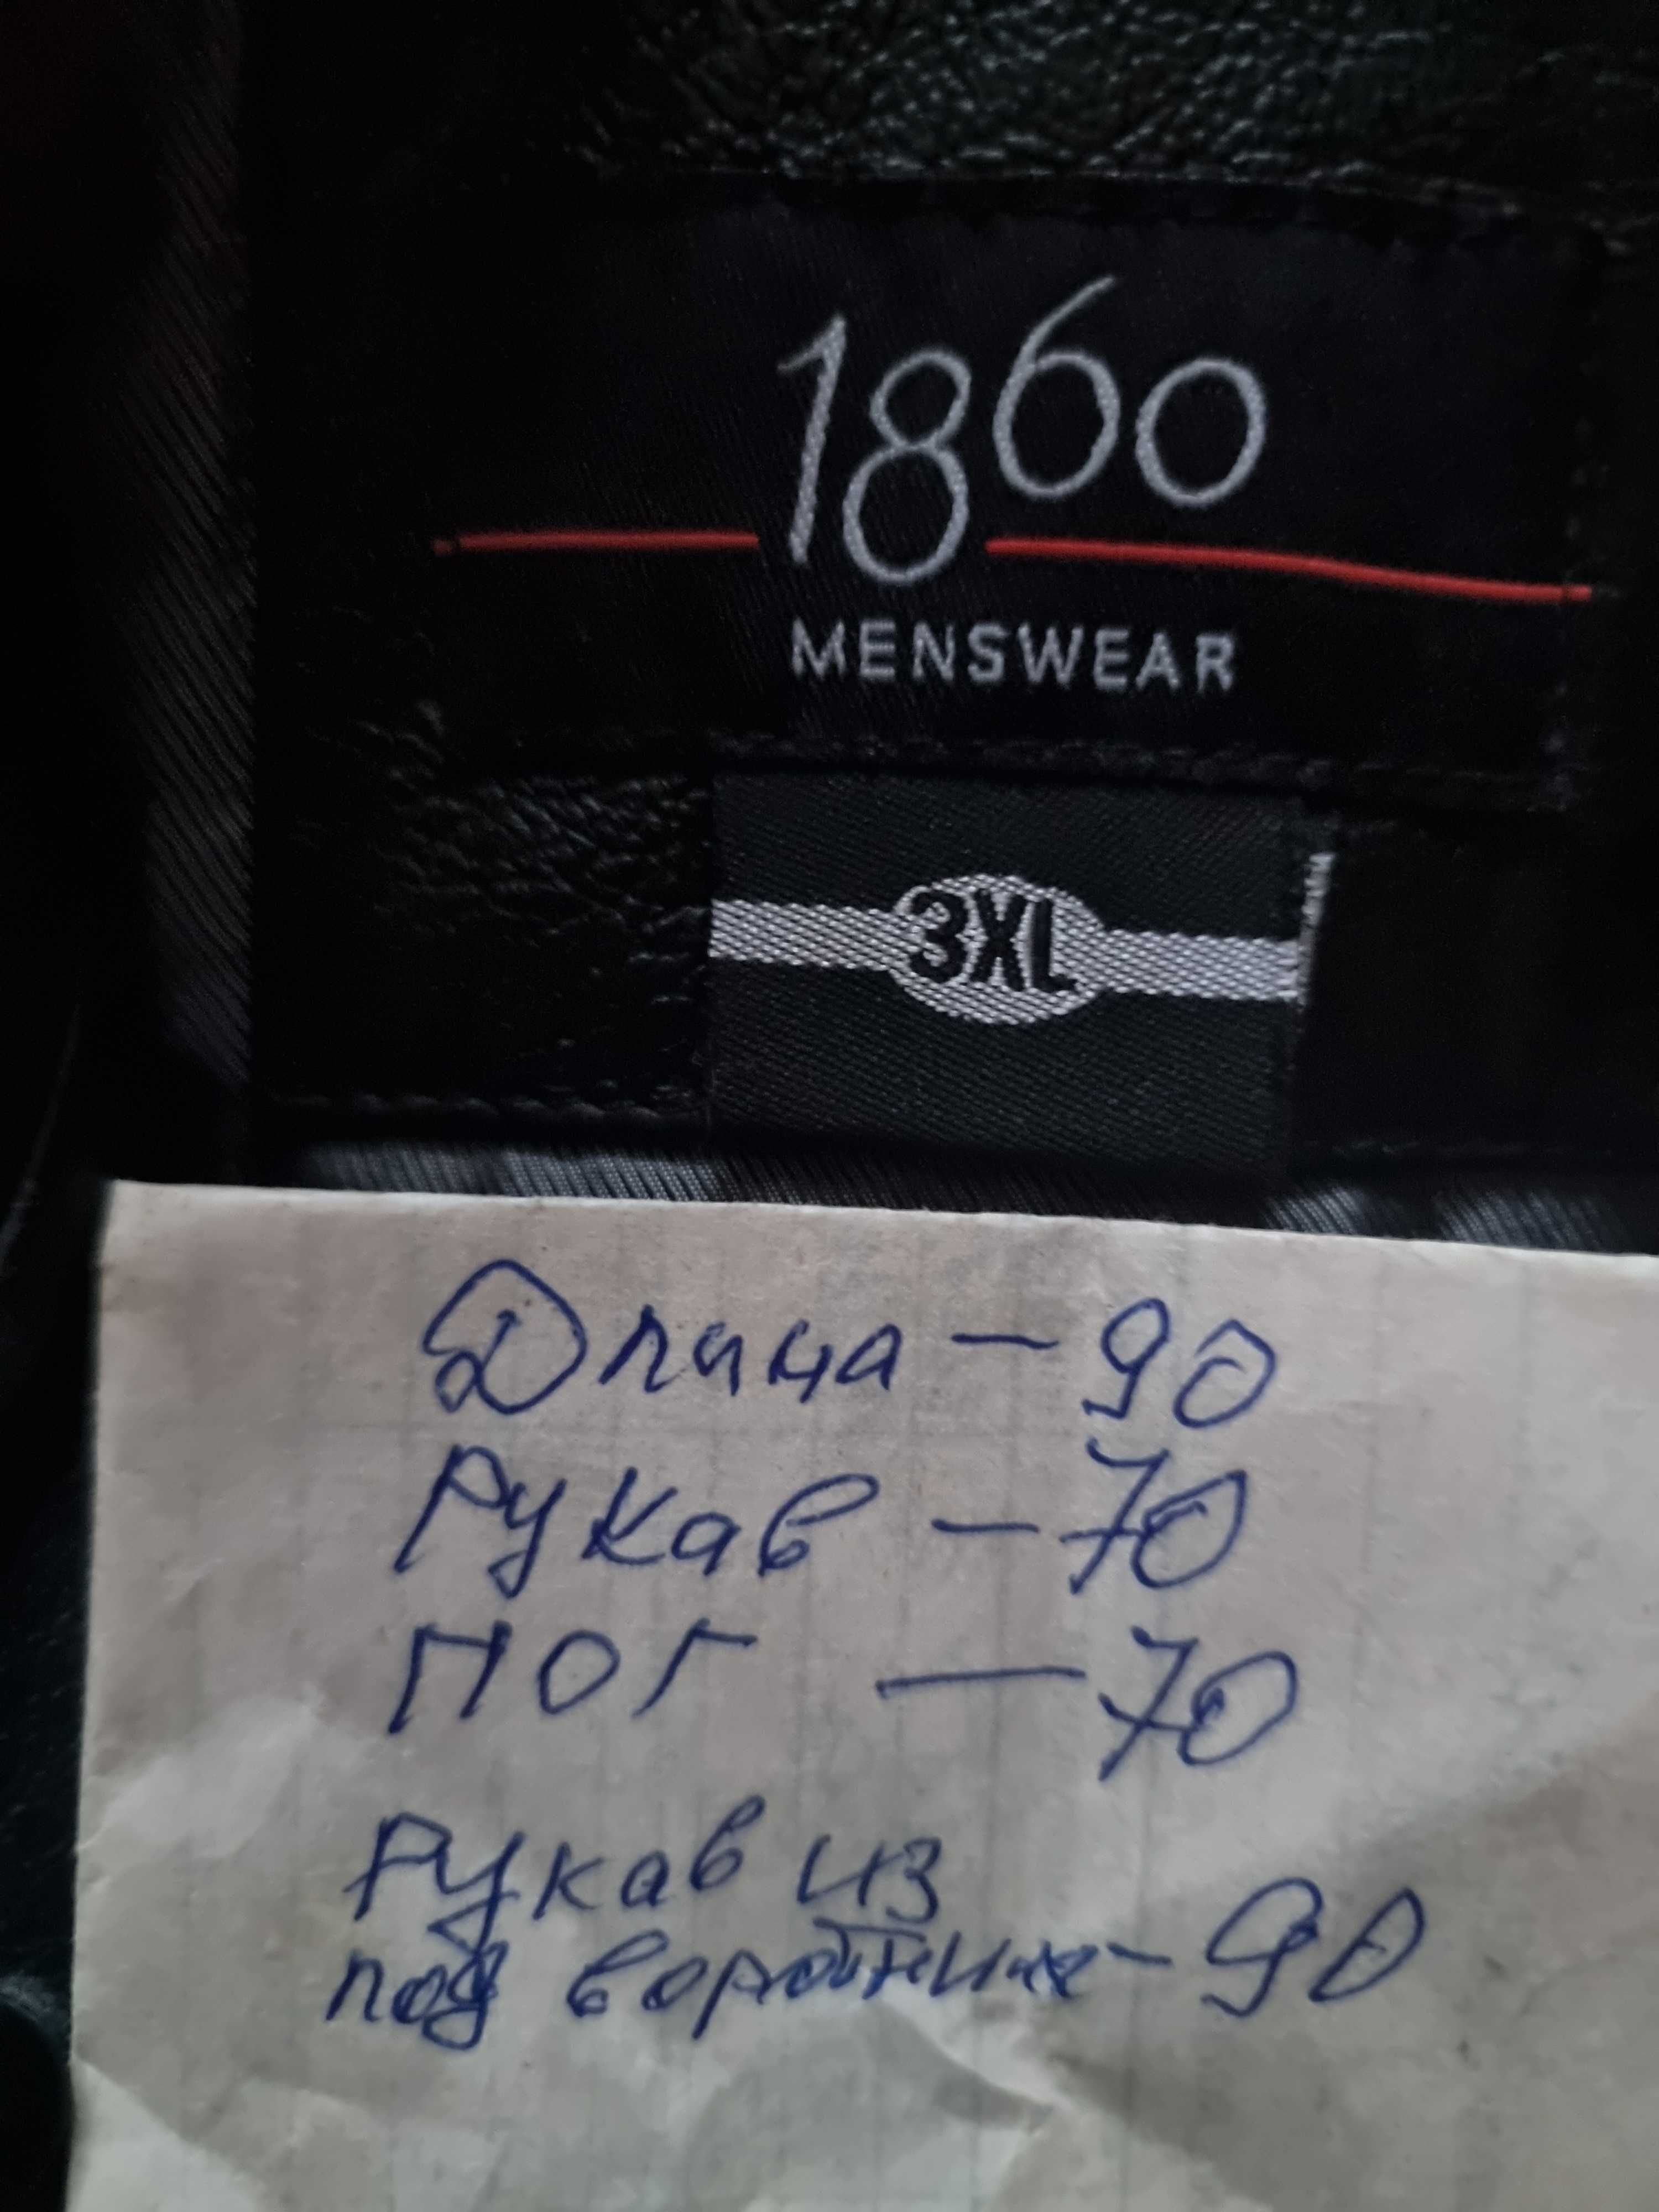 1860
MENSWEAR
3XL
Длина - 90
Рукав - 70
ПОГ - 70
Рукав из
под воротника - 90